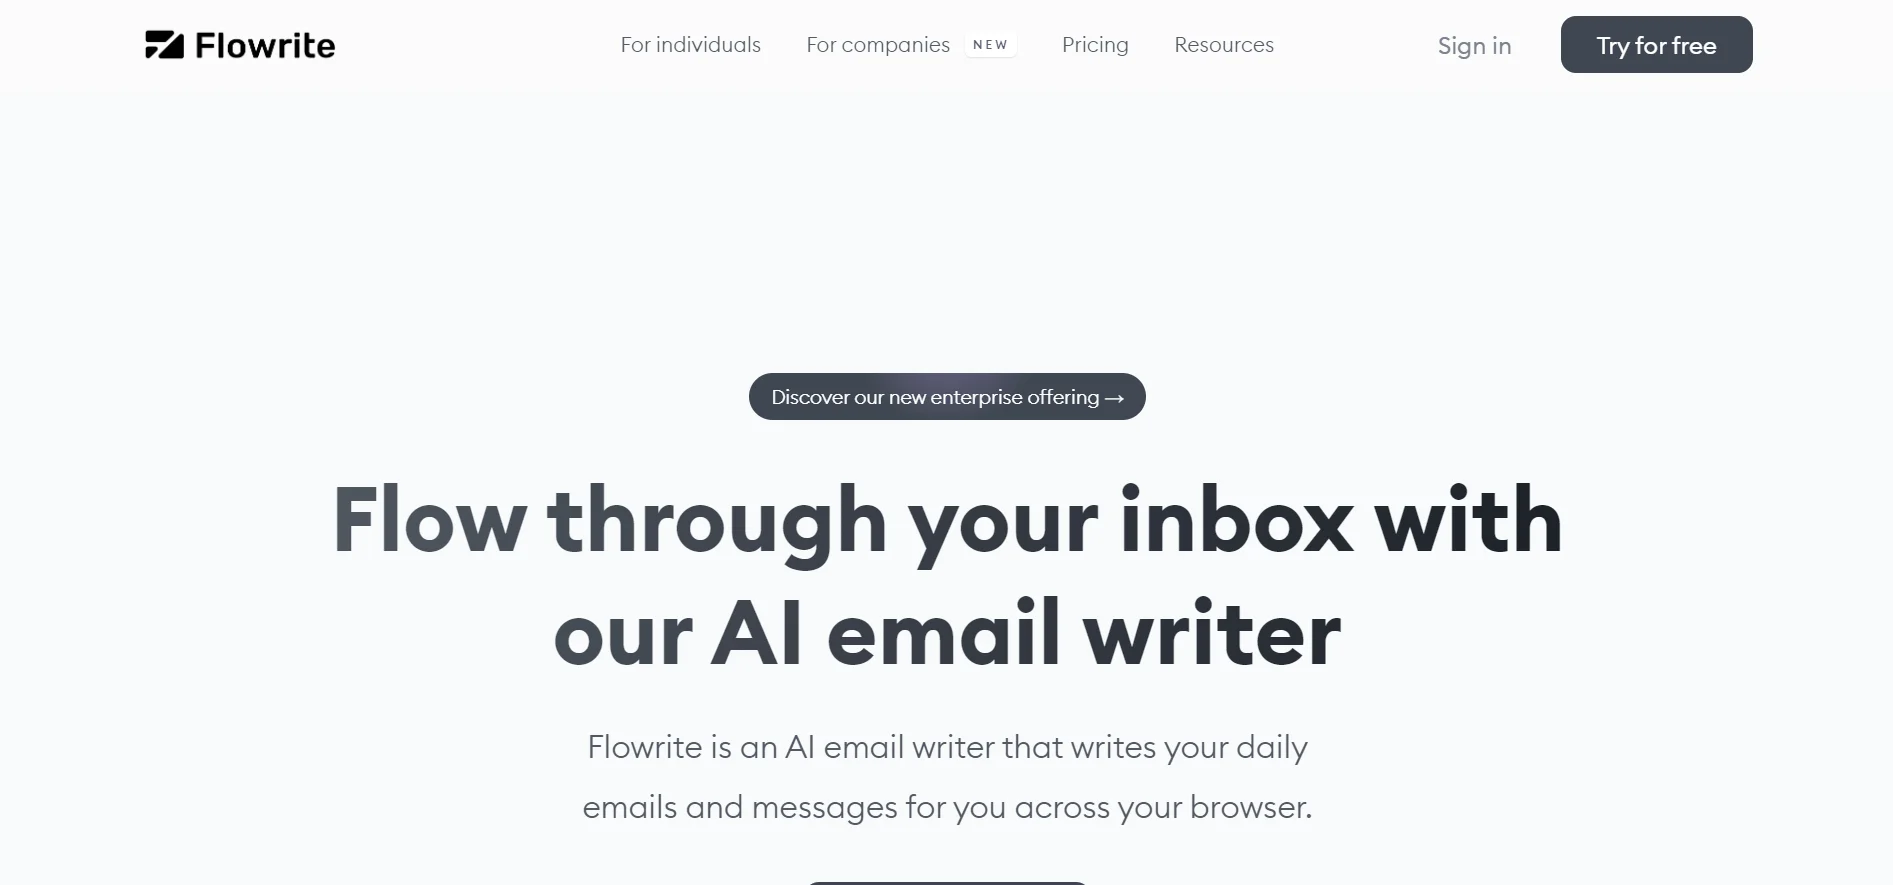 Flowrite
For individuals
For companies NEW
Pricing
Resources
Sign in
Try for free
Discover our new enterprise offering →
Flow through your inbox with
our AI email writer
Flowrite is an AI email writer that writes your daily
emails and messages for you across your browser.